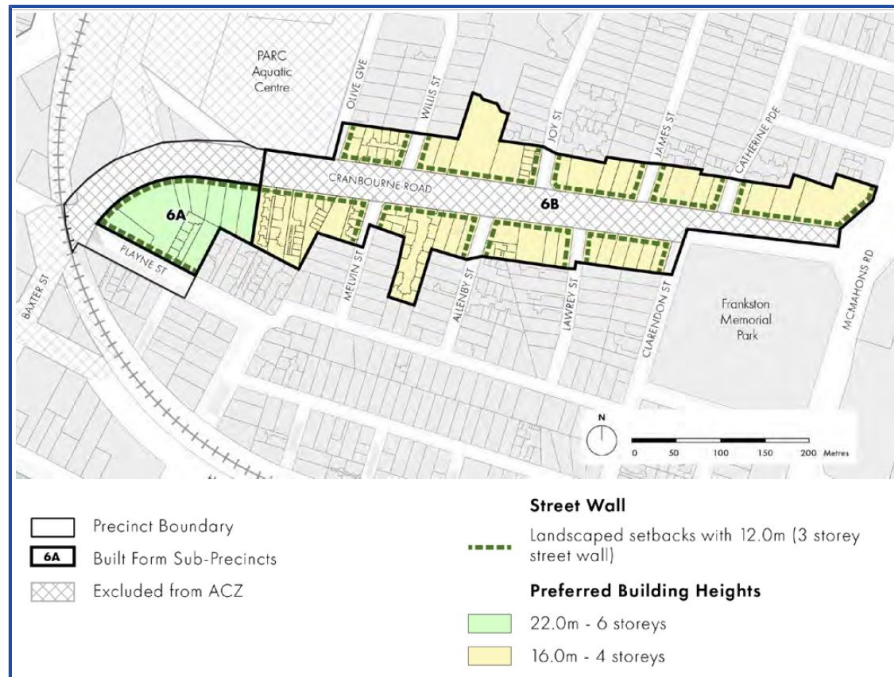 PARC
Aquatic
Centre
OLIVE GVE
WILLIS ST
JOY ST
JAMES ST
CATHERINE PDE
CRANBOURNE ROAD
6A
6B
PLAYNE ST
BAXTER ST
MELVIN ST
ALLENBY ST
LAWREY ST
CLARENDON ST
MCMAHONS RD
Frankston
Memorial
Park
N
0 50 100 150 200 Metres
Precinct Boundary
6A Built Form Sub-Precincts
Excluded from ACZ
Street Wall
Landscaped setbacks with 12.0m (3 storey
street wall)
Preferred Building Heights
22.0m - 6 storeys
16.0m - 4 storeys